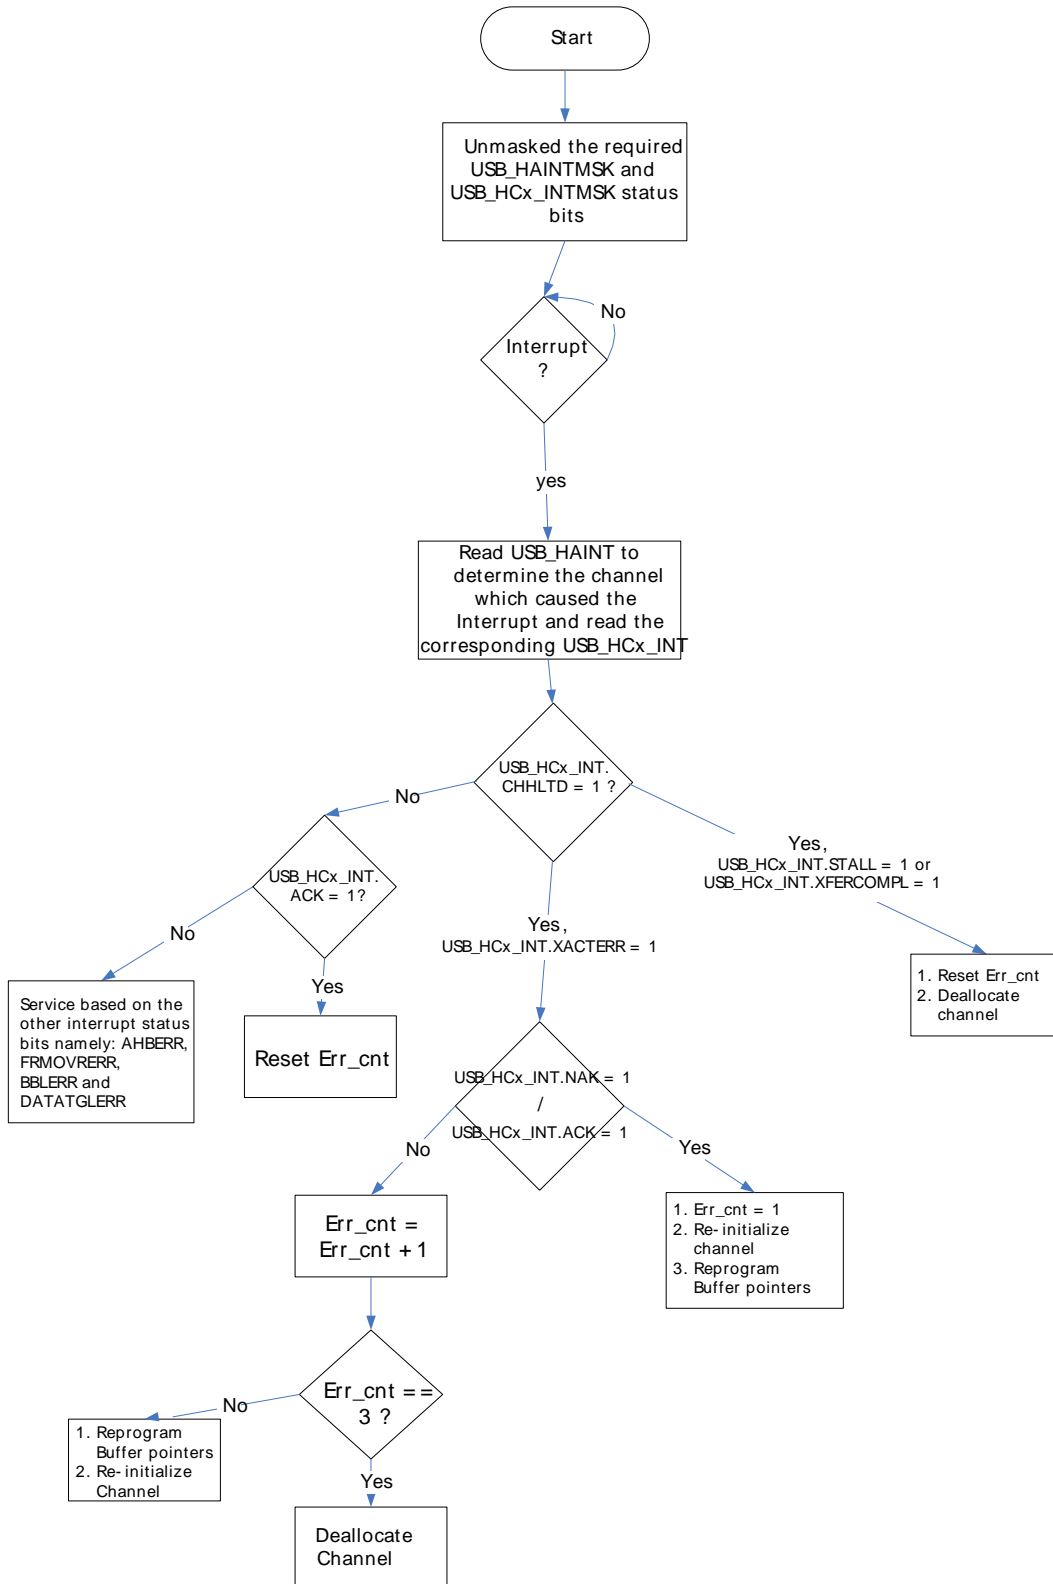 Start
Unmasked the required
USB_HAINTMSK and
USB_HCx_INTMSK status
bits
No
Interrupt
?
yes
Read USB_HAINT to
determine the channel
which caused the
Interrupt and read the
corresponding USB_HCx_INT
USB_HCx_INT.
CHHLTD = 1 ?
No
Yes,
USB_HCx_INT.STALL = 1 or
USB_HCx_INT.XFERCOMPL = 1
USB_HCx_INT.
ACK = 1?
No
Yes
Yes,
USB_HCx_INT.XACTERR = 1
Service based on the
other interrupt status
bits namely: AHBERR,
FRMOVRERR,
BBLERR and
DATATGLERR
Reset Err_cnt
1. Reset Err_cnt
2. Deallocate
channel
USB_HCx_INT.NAK = 1
/
USB_HCx_INT.ACK = 1
No
Yes
Err_cnt =
Err_cnt + 1
1. Err_cnt = 1
2. Re-initialize
channel
3. Reprogram
Buffer pointers
Err_cnt ==
3 ?
No
Yes
1. Reprogram
Buffer pointers
2. Re-initialize
Channel
Deallocate
Channel